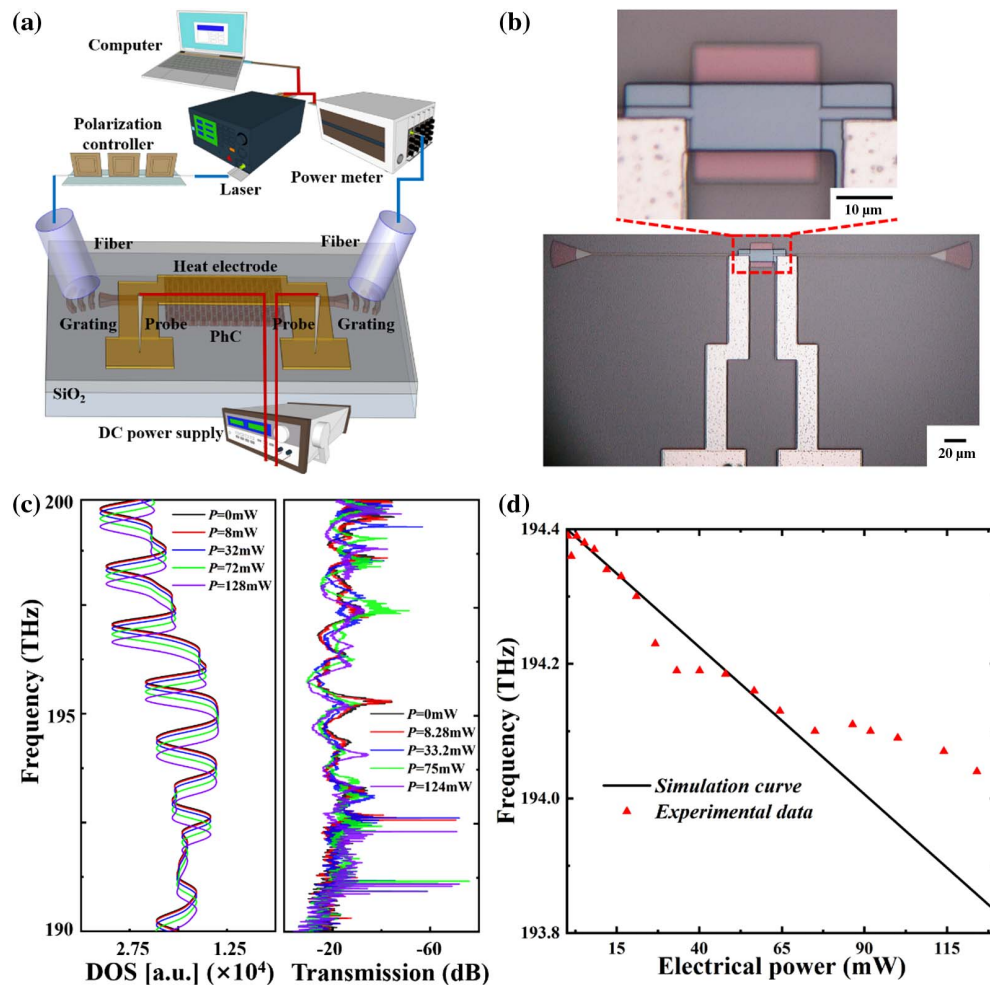 (a)
Computer
Polarization
controller
Laser
Power meter
Fiber
Fiber
Heat electrode
Grating
Probe
Probe
Grating
PhC
SiO₂
DC power supply
(b)
10 μm
20 μm
(c)
200
195
190
Frequency (THz)
P=0mW
P=8mW
P=32mW
P=72mW
P=128mW
2.75
1.25
DOS [a.u.] (×10⁴)
P=0mW
P=8.28mW
P=33.2mW
P=75mW
P=124mW
-20
-60
Transmission (dB)
(d)
194.4
194.2
194.0
193.8
Frequency (THz)
Simulation curve
Experimental data
15
40
65
90
115
Electrical power (mW)